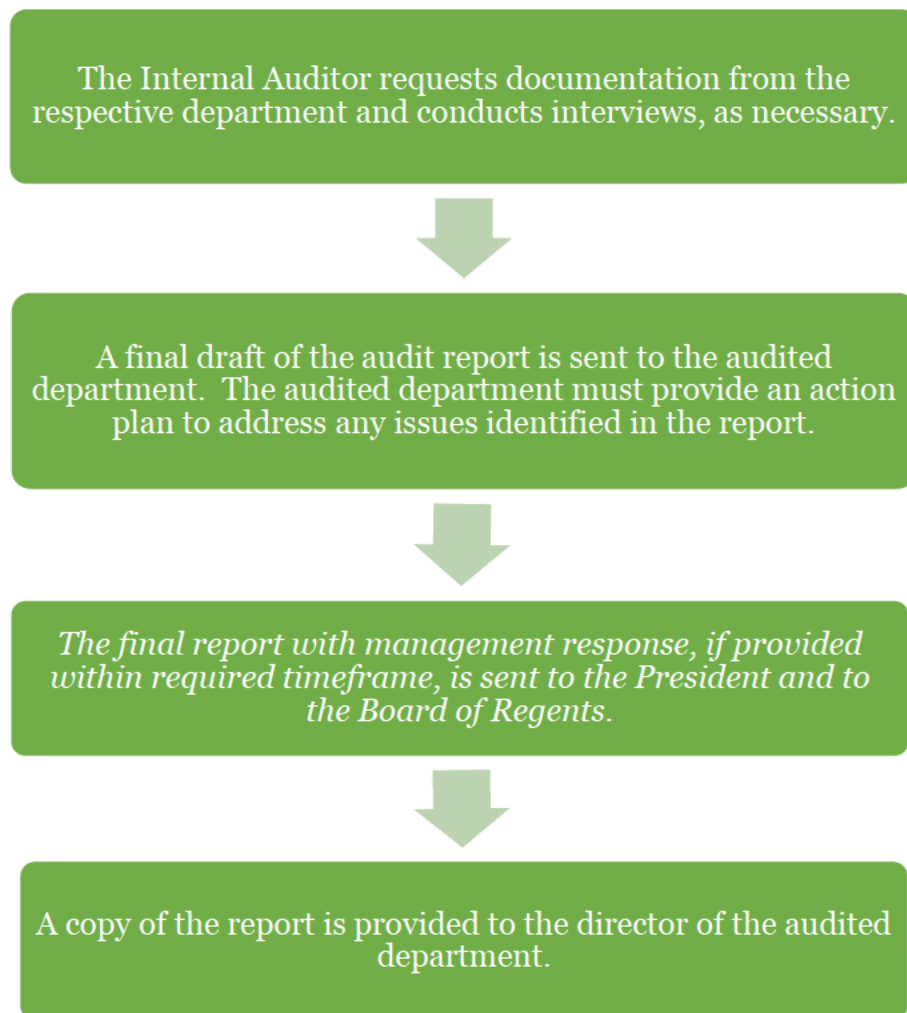 The Internal Auditor requests documentation from the
respective department and conducts interviews, as necessary.
A final draft of the audit report is sent to the audited
department.  The audited department must provide an action
plan to address any issues identified in the report.
The final report with management response, if provided
within required timeframe, is sent to the President and to
the Board of Regents.
A copy of the report is provided to the director of the audited
department.